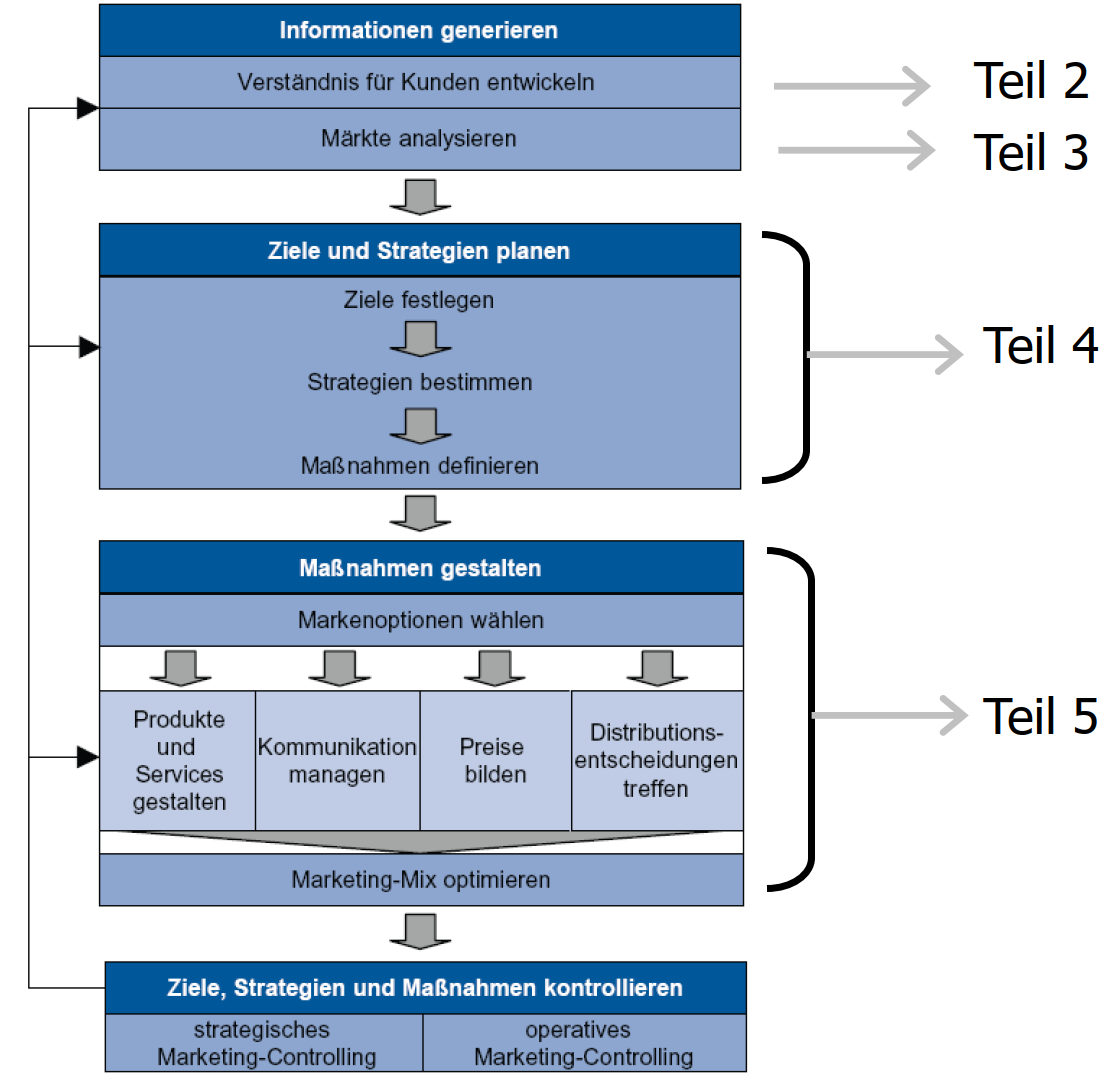 Informationen generieren
Verständnis für Kunden entwickeln
Teil 2
Märkte analysieren
Teil 3
Ziele und Strategien planen
Ziele festlegen
Strategien bestimmen
Maßnahmen definieren
Teil 4
Maßnahmen gestalten
Markenoptionen wählen
Produkte
und
Services
gestalten
Kommunikation
managen
Preise
bilden
Distributions-
entscheidungen
treffen
Marketing-Mix optimieren
Teil 5
Ziele, Strategien und Maßnahmen kontrollieren
strategisches
Marketing-Controlling
operatives
Marketing-Controlling